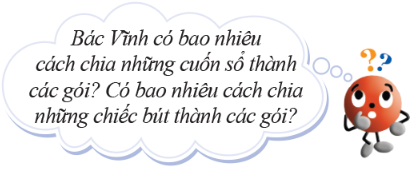 Bác Vĩnh có bao nhiêu
cách chia những cuốn sổ thành
các gói? Có bao nhiêu cách chia
những chiếc bút thành các gói?
???